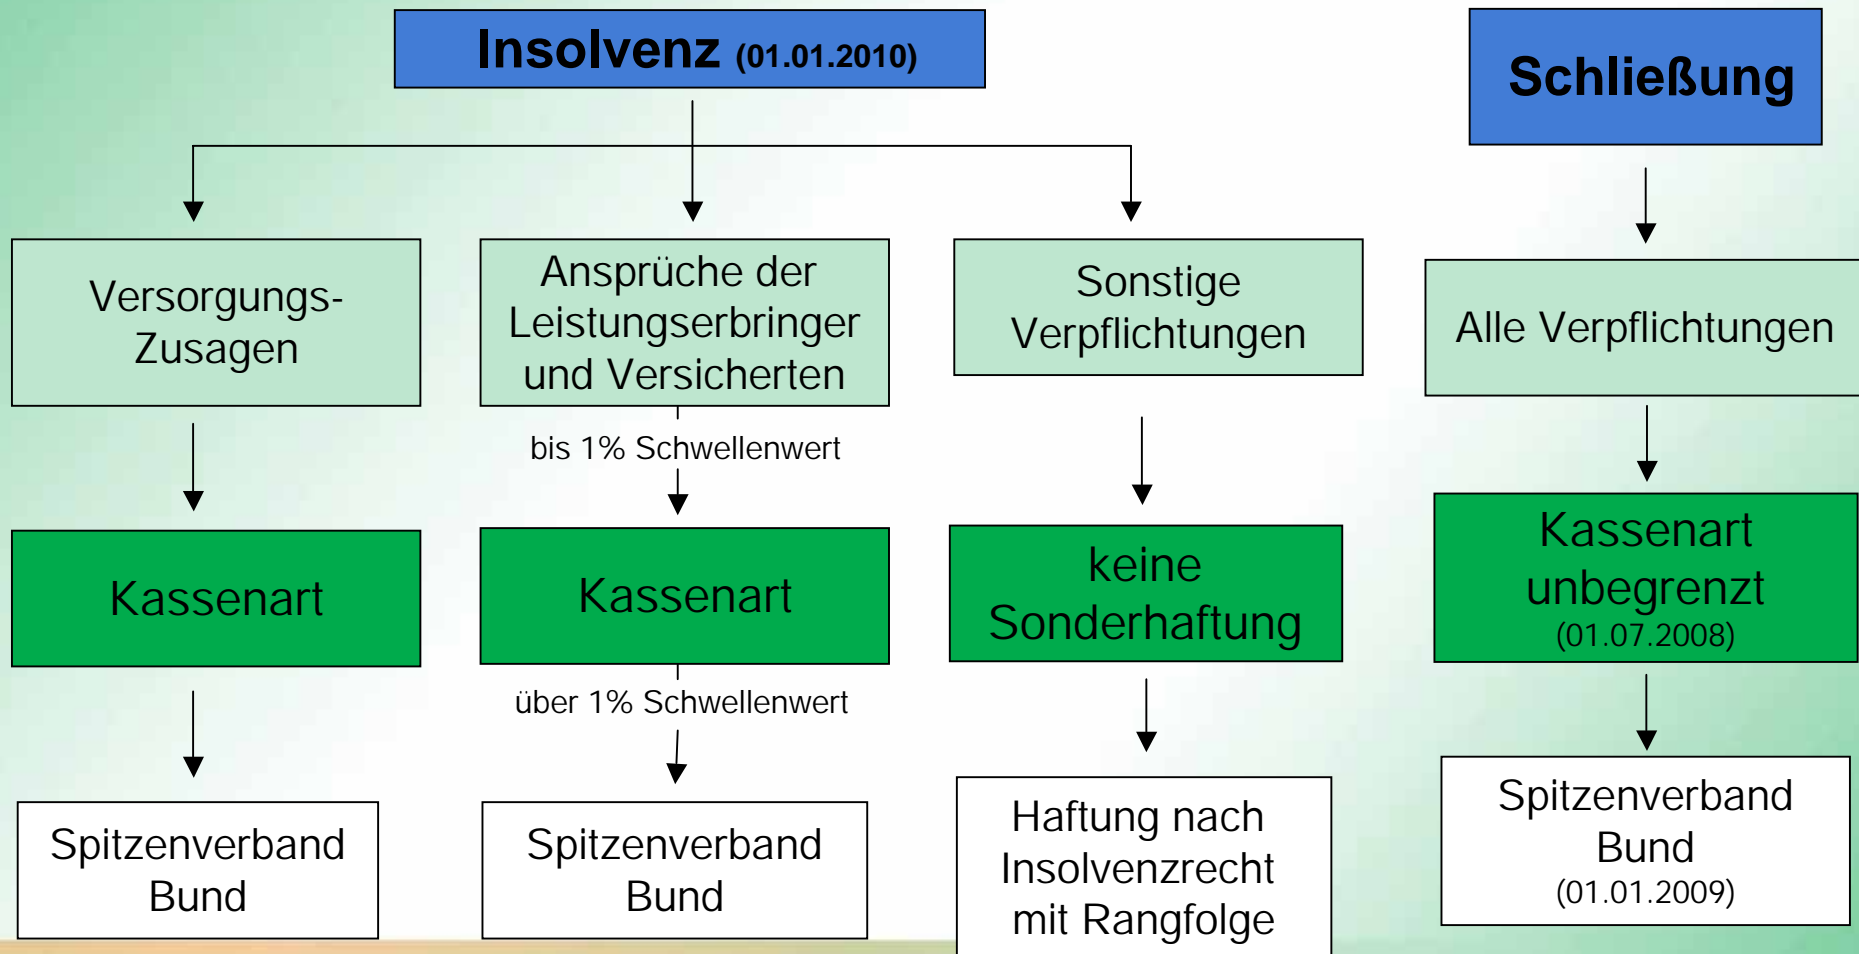 Insolvenz (01.01.2010)
Schließung
Versorgungs-
Zusagen
Ansprüche der
Leistungserbringer
und Versicherten
Sonstige
Verpflichtungen
Alle Verpflichtungen
bis 1% Schwellenwert
Kassenart
Kassenart
keine
Sonderhaftung
Kassenart
unbegrenzt
(01.07.2008)
über 1% Schwellenwert
Spitzenverband
Bund
Spitzenverband
Bund
Haftung nach
Insolvenzrecht
mit Rangfolge
Spitzenverband
Bund
(01.01.2009)